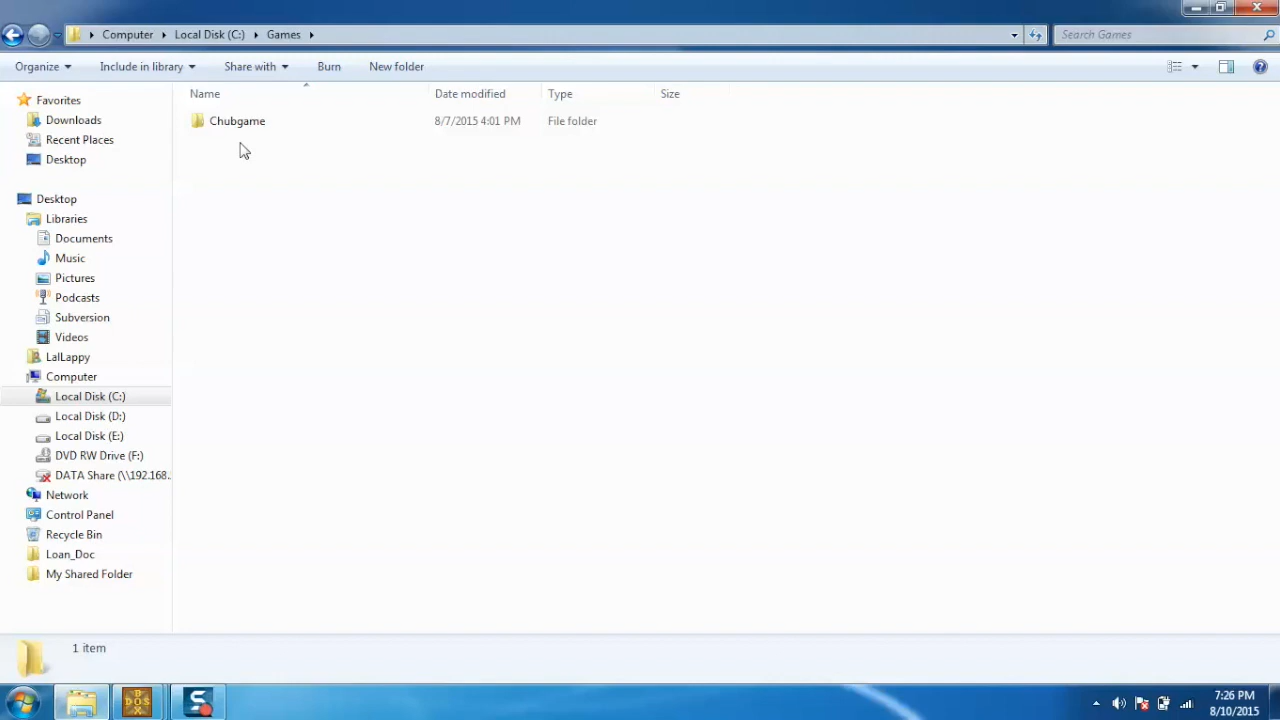 Computer Local Disk (C:) Games
Search Games
Organize Include in library Share with Burn New folder
Name Date modified Type Size
Chubgame 8/7/2015 4:01 PM File folder
Favorites
Downloads
Recent Places
Desktop
Desktop
Libraries
Documents
Music
Pictures
Podcasts
Subversion
Videos
LalLappy
Computer
Local Disk (C:)
Local Disk (D:)
Local Disk (E:)
DVD RW Drive (F:)
DATA Share (\\192.168.
Network
Control Panel
Recycle Bin
Loan_Doc
My Shared Folder
1 item
DOS
S
7:26 PM
8/10/2015